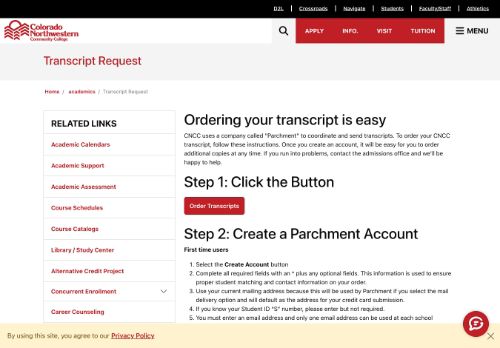 D2L | Crossroads | Navigate | Students | Faculty/Staff | Athletics
Colorado
Northwestern
Community College
APPLY INFO. VISIT TUITION MENU
Transcript Request
Home / academics / Transcript Request
RELATED LINKS
Academic Calendars
Academic Support
Academic Assessment
Course Schedules
Course Catalogs
Library / Study Center
Alternative Credit Project
Concurrent Enrollment
Career Counseling
Ordering your transcript is easy
CNCC uses a company called "Parchment" to coordinate and send transcripts. To order your CNCC
transcript, follow these instructions. Once you create an account, it will be easy for you to order
additional copies at any time. If you run into problems, contact the admissions office and we'll be
happy to help.
Step 1: Click the Button
Order Transcripts
Step 2: Create a Parchment Account
First time users
1. Select the Create Account button
2. Complete all required fields with an * plus any optional fields. This information is used to ensure
proper student matching and contact information on your order.
3. Use your current mailing address because this will be used by Parchment if you select the mail
delivery option and will default as the address for your credit card submission.
4. If you know your Student ID "S" number, please enter but not required.
5. You must enter an email address and only one email address can be used at each school
By using this site, you agree to our Privacy Policy